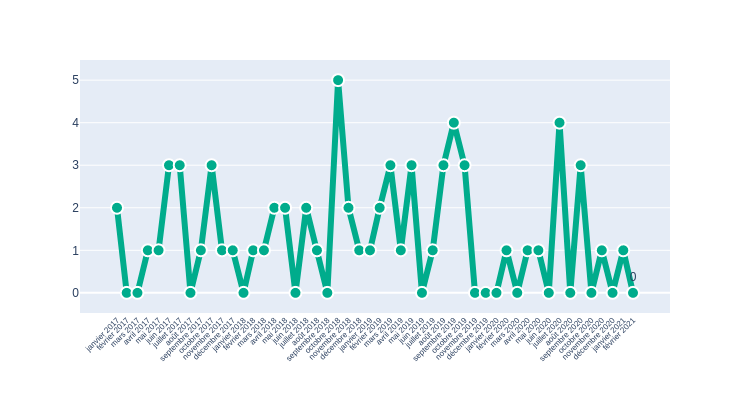 5
4
3
2
1
0
0
janvier 2017
février 2017
mars 2017
avril 2017
mai 2017
juin 2017
juillet 2017
août 2017
septembre 2017
octobre 2017
novembre 2017
décembre 2017
janvier 2018
février 2018
mars 2018
avril 2018
mai 2018
juin 2018
juillet 2018
août 2018
septembre 2018
octobre 2018
novembre 2018
décembre 2018
janvier 2019
février 2019
mars 2019
avril 2019
mai 2019
juin 2019
juillet 2019
août 2019
septembre 2019
octobre 2019
novembre 2019
décembre 2019
janvier 2020
février 2020
mars 2020
avril 2020
mai 2020
juin 2020
juillet 2020
août 2020
septembre 2020
octobre 2020
novembre 2020
décembre 2020
janvier 2021
février 2021